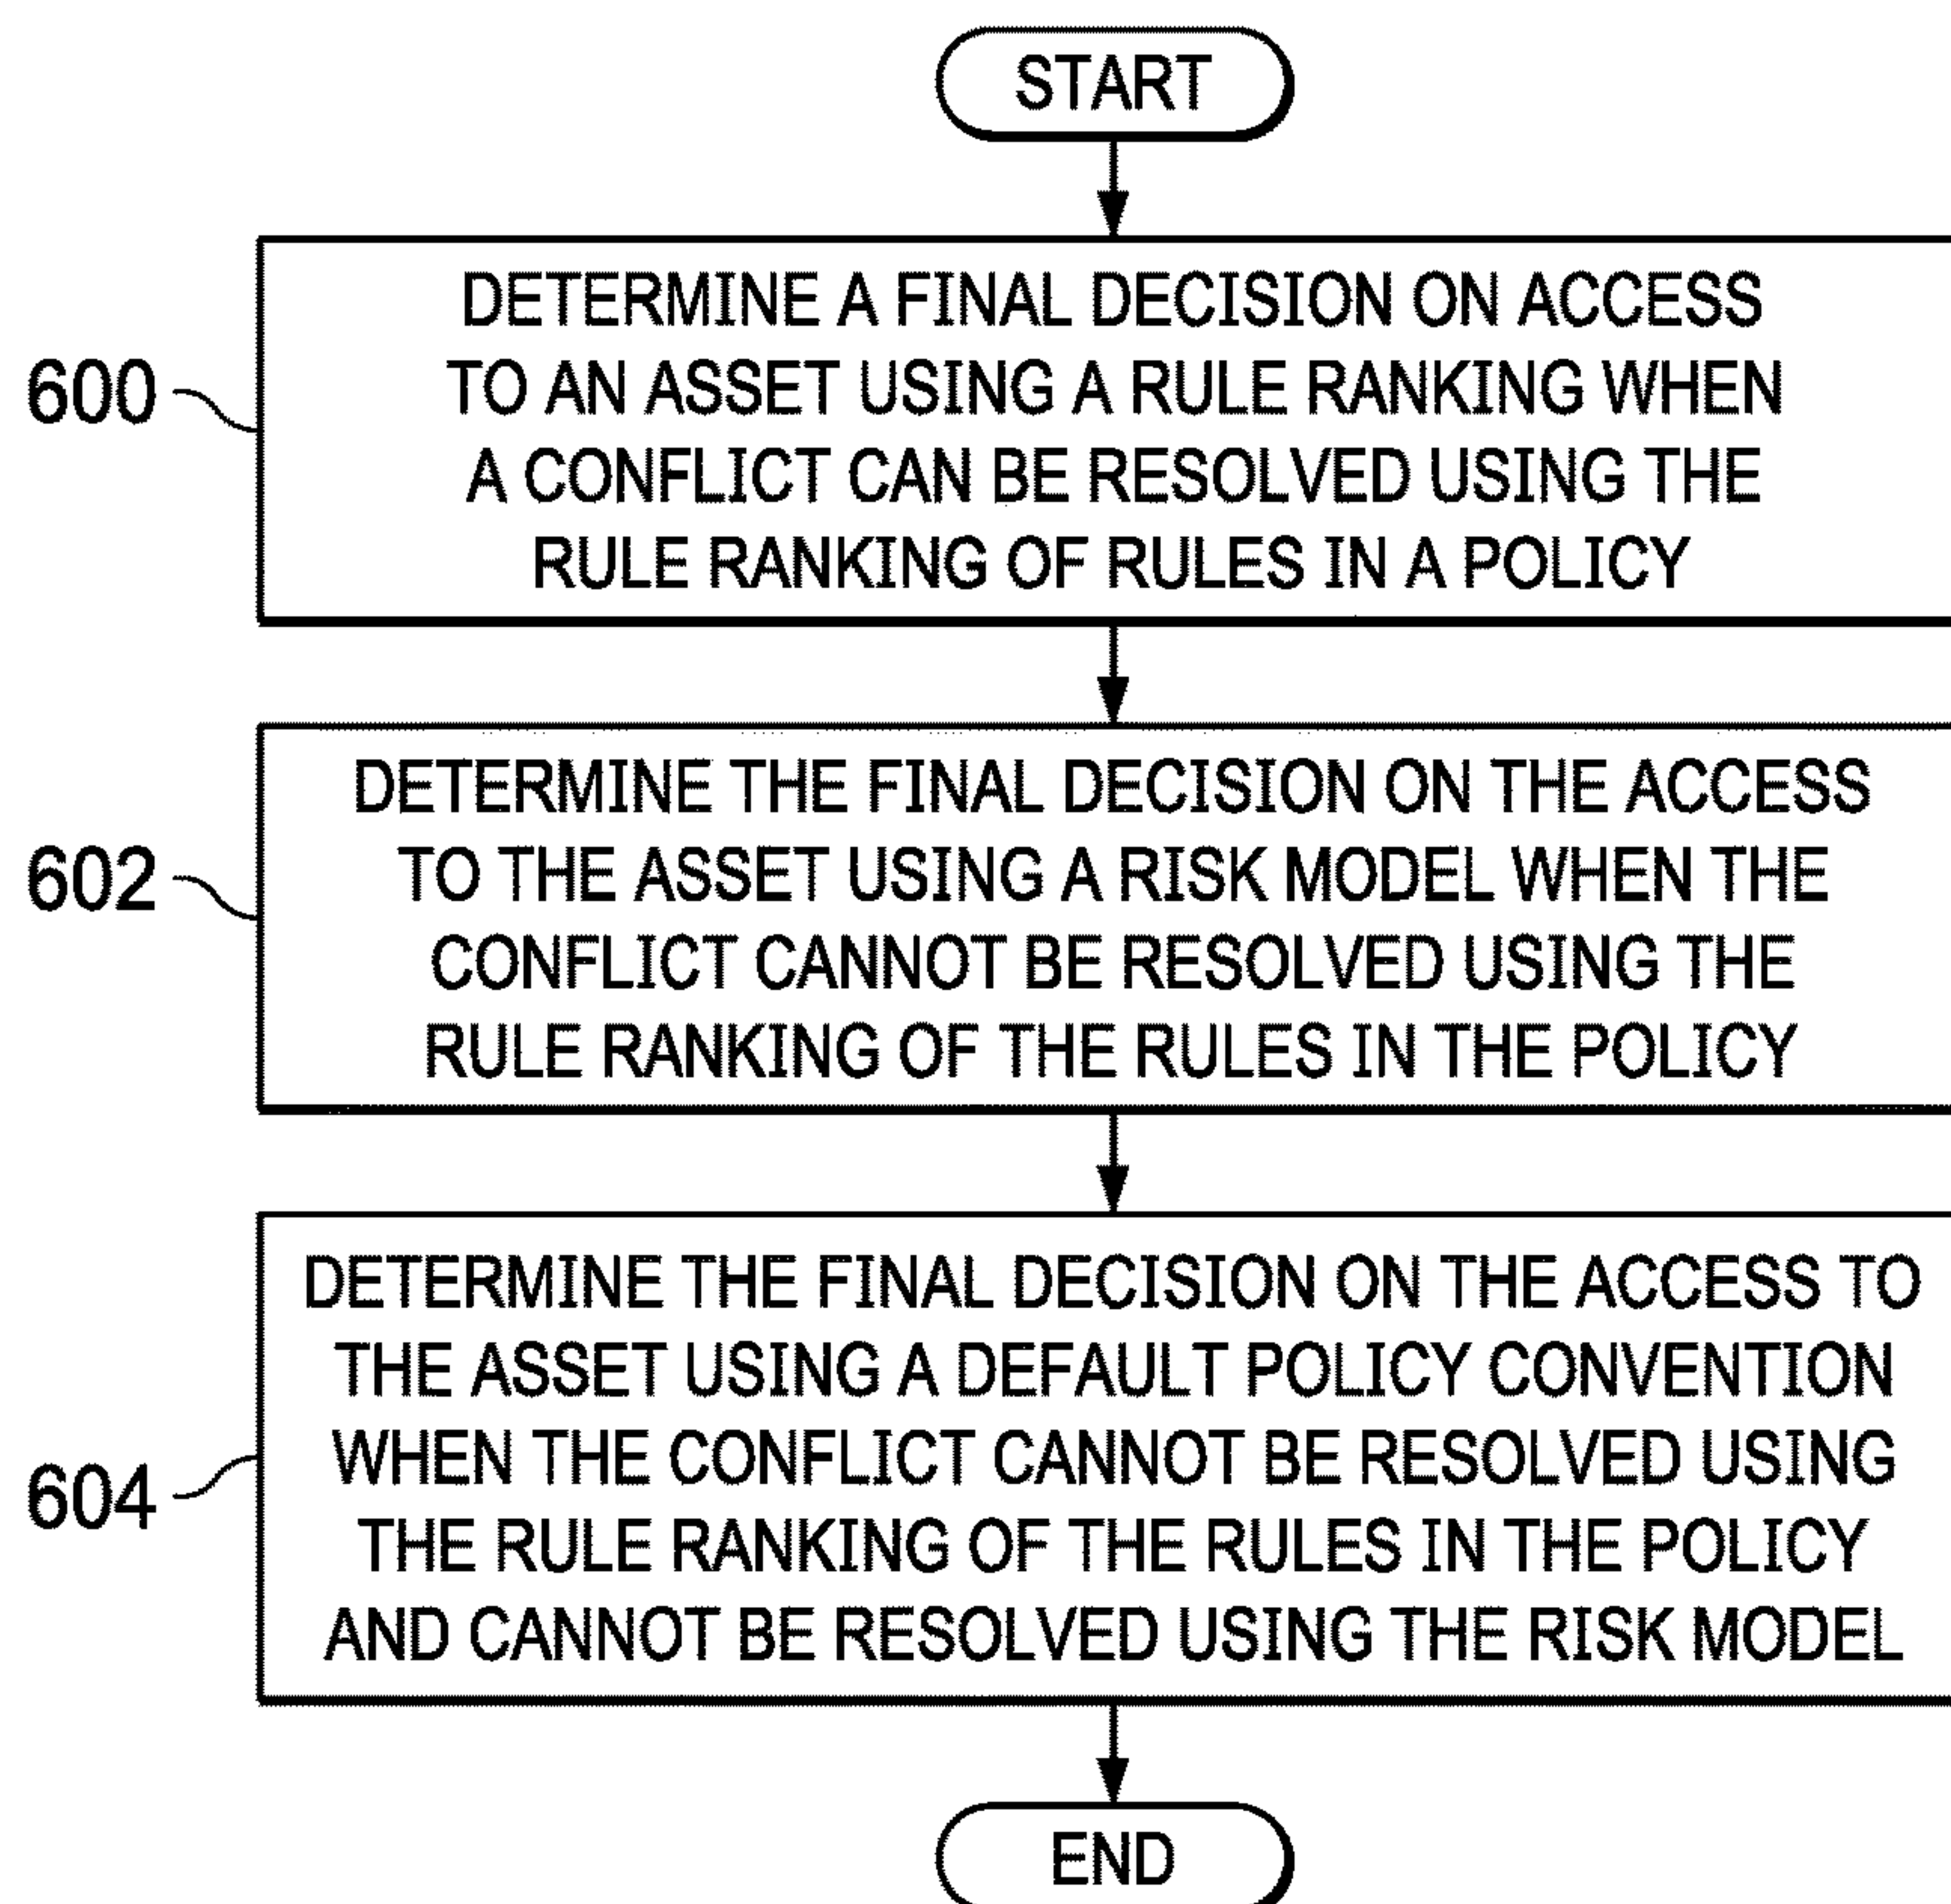 START
DETERMINE A FINAL DECISION ON ACCESS
TO AN ASSET USING A RULE RANKING WHEN
A CONFLICT CAN BE RESOLVED USING THE
RULE RANKING OF RULES IN A POLICY
600
DETERMINE THE FINAL DECISION ON THE ACCESS
TO THE ASSET USING A RISK MODEL WHEN THE
CONFLICT CANNOT BE RESOLVED USING THE
RULE RANKING OF THE RULES IN THE POLICY
602
DETERMINE THE FINAL DECISION ON THE ACCESS TO
THE ASSET USING A DEFAULT POLICY CONVENTION
WHEN THE CONFLICT CANNOT BE RESOLVED USING
THE RULE RANKING OF THE RULES IN THE POLICY
AND CANNOT BE RESOLVED USING THE RISK MODEL
604
END